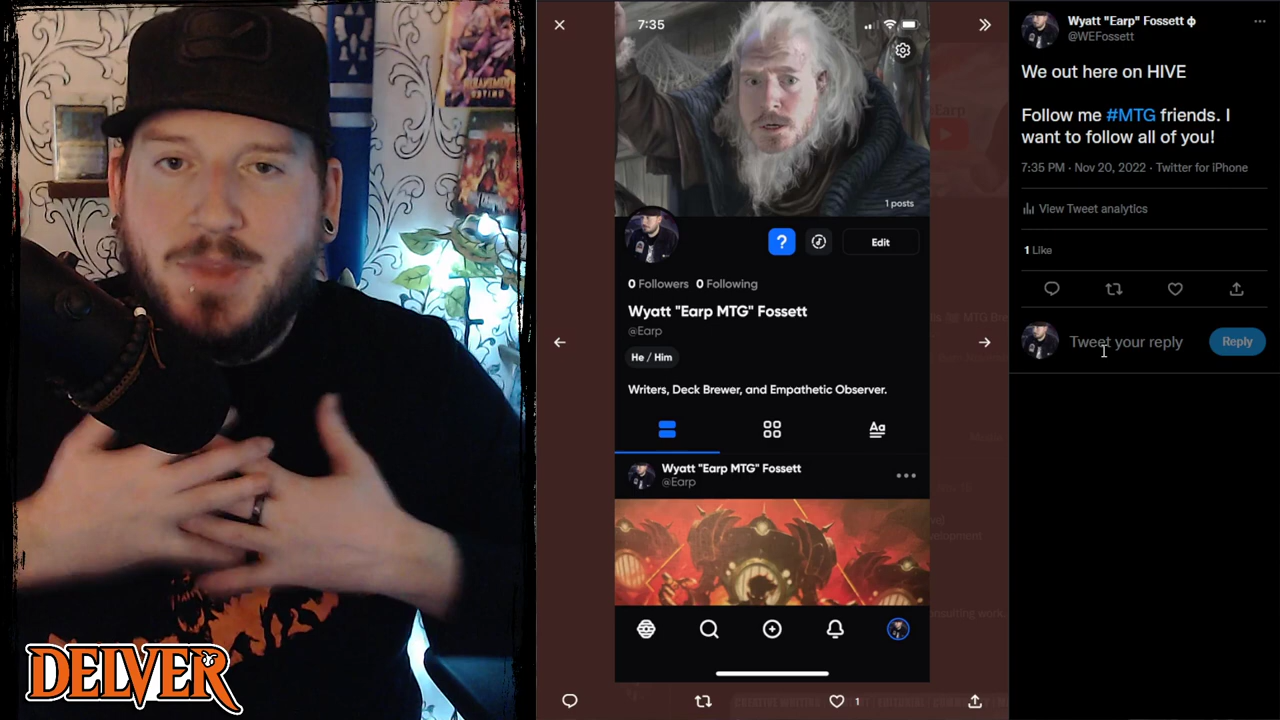 DELVER
7:35
1 posts
?
Edit
0 Followers 0 Following
Wyatt "Earp MTG" Fossett
@Earp
He / Him
Writers, Deck Brewer, and Empathetic Observer.
Aa
Wyatt "Earp MTG" Fossett
@Earp
1
Wyatt "Earp" Fossett ф
@WEFossett
We out here on HIVE
Follow me #MTG friends. I
want to follow all of you!
7:35 PM · Nov 20, 2022 · Twitter for iPhone
View Tweet analytics
1 Like
Tweet your reply
Reply